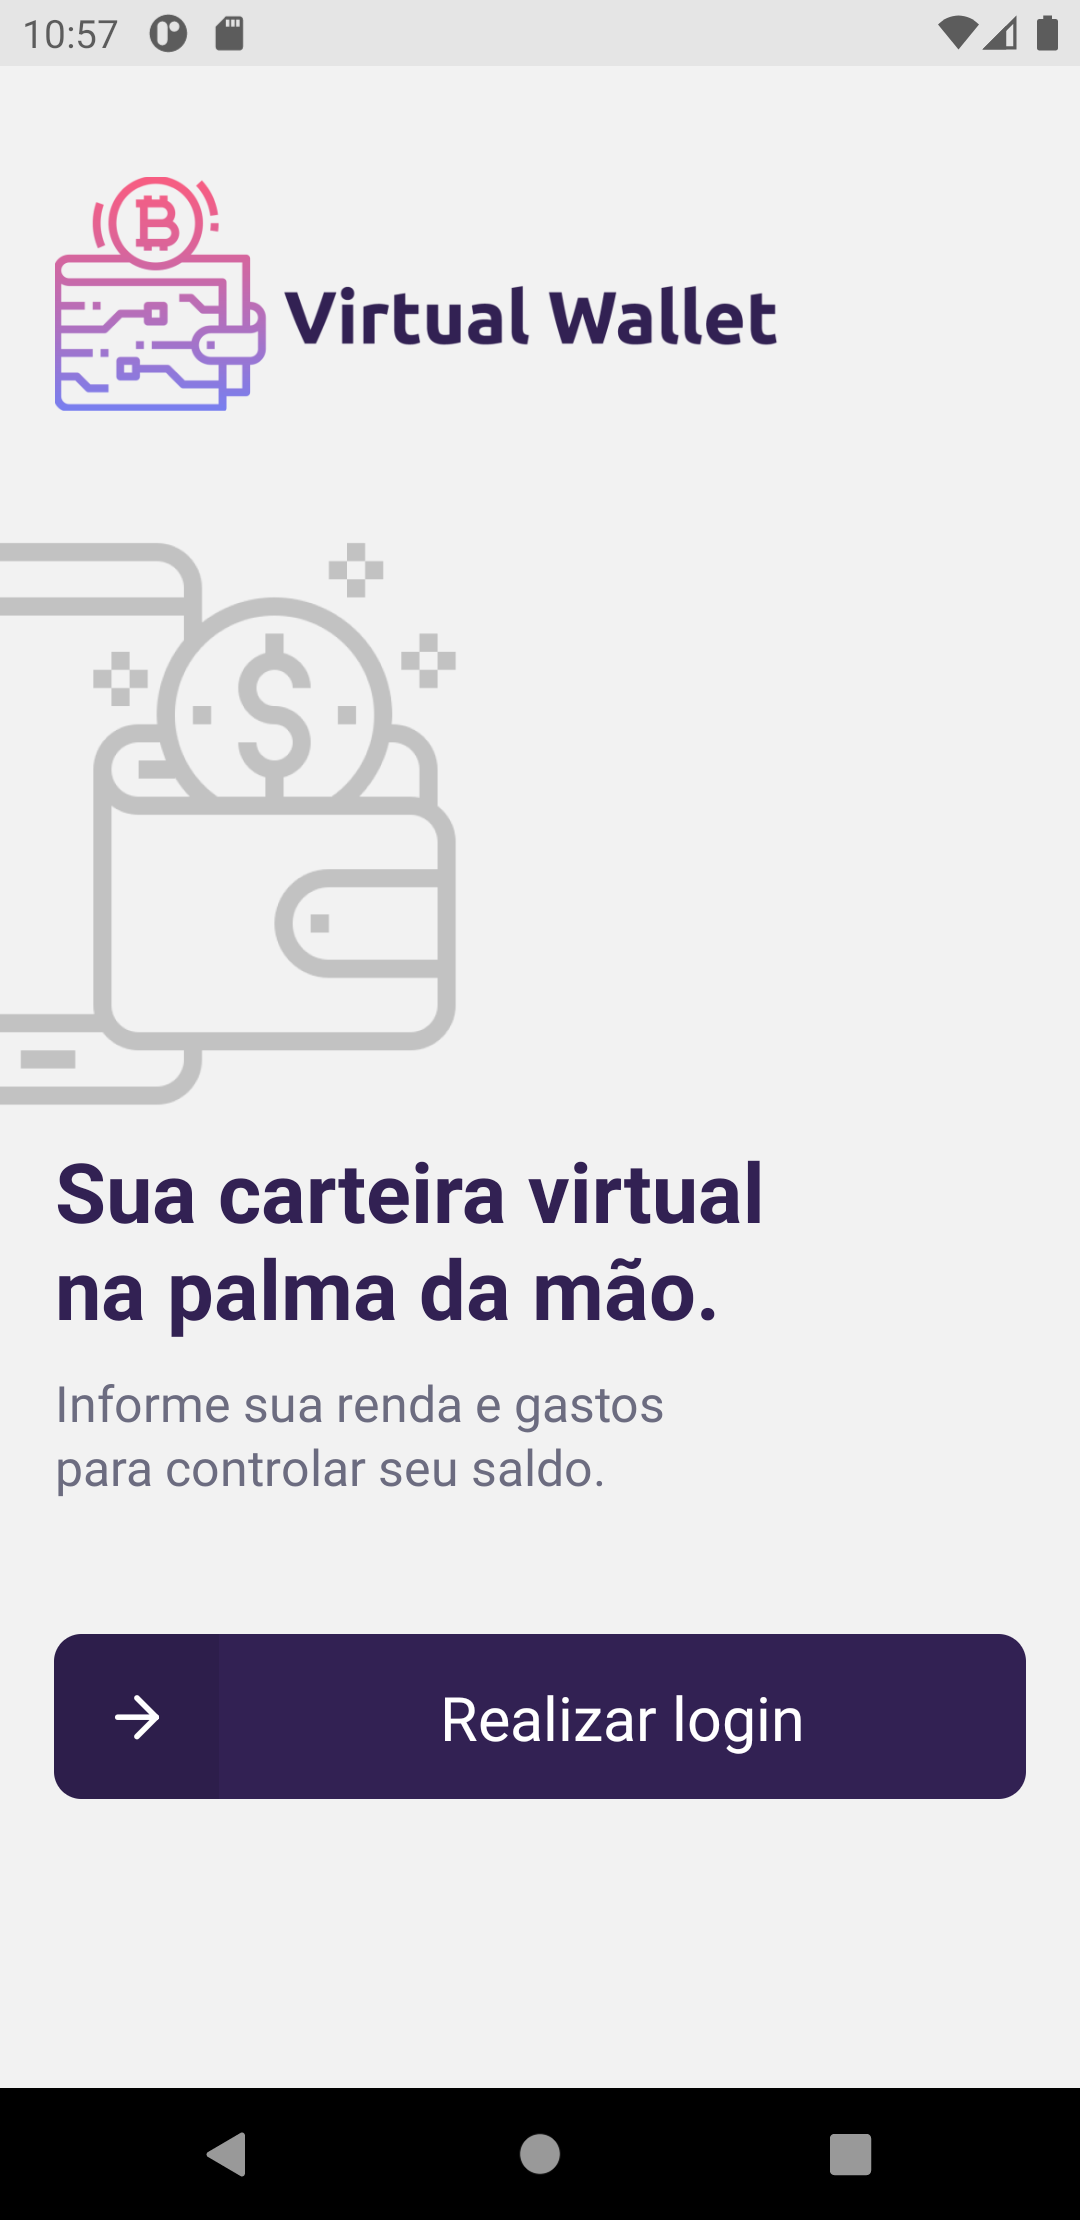 10:57
Virtual Wallet
Sua carteira virtual
na palma da mão.
Informe sua renda e gastos
para controlar seu saldo.
Realizar login